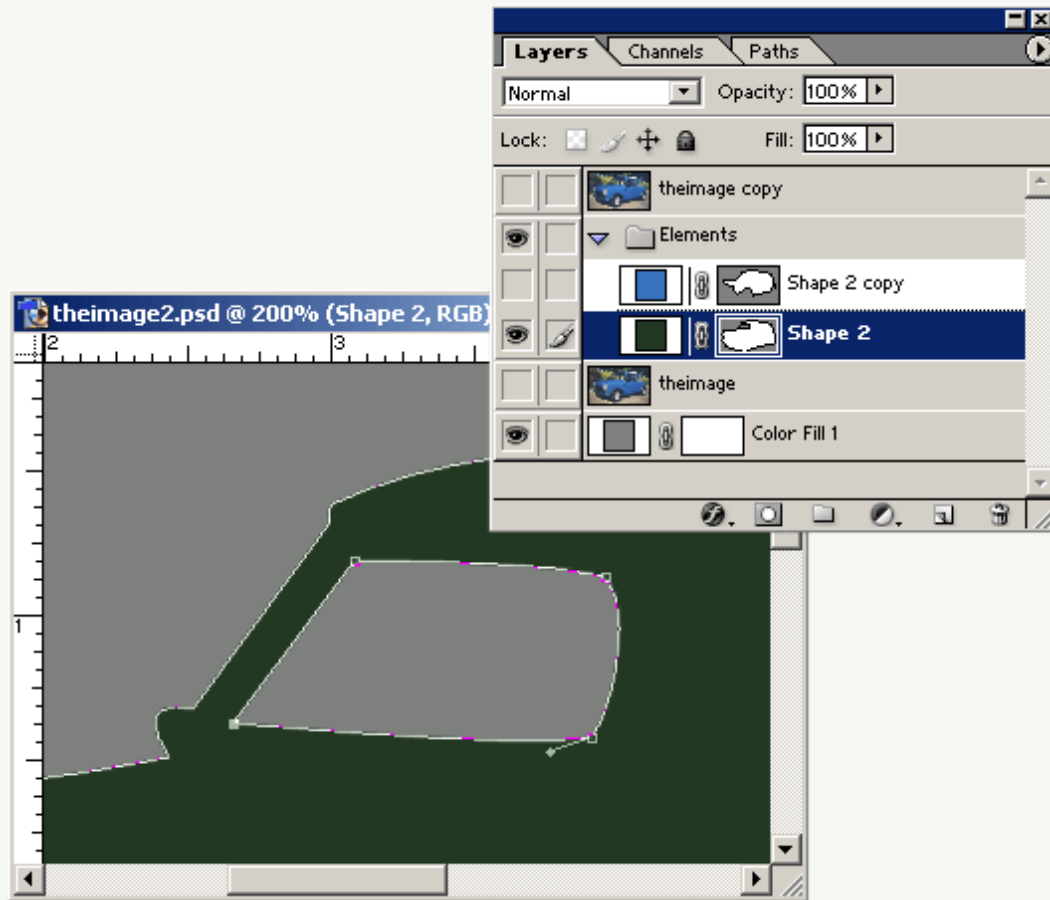 Layers Channels Paths
Normal Opacity: 100%
Lock: Fill: 100%
theimage copy
Elements
Shape 2 copy
Shape 2
theimage
Color Fill 1
theimage2.psd @ 200% (Shape 2, RGB)
2 3
1